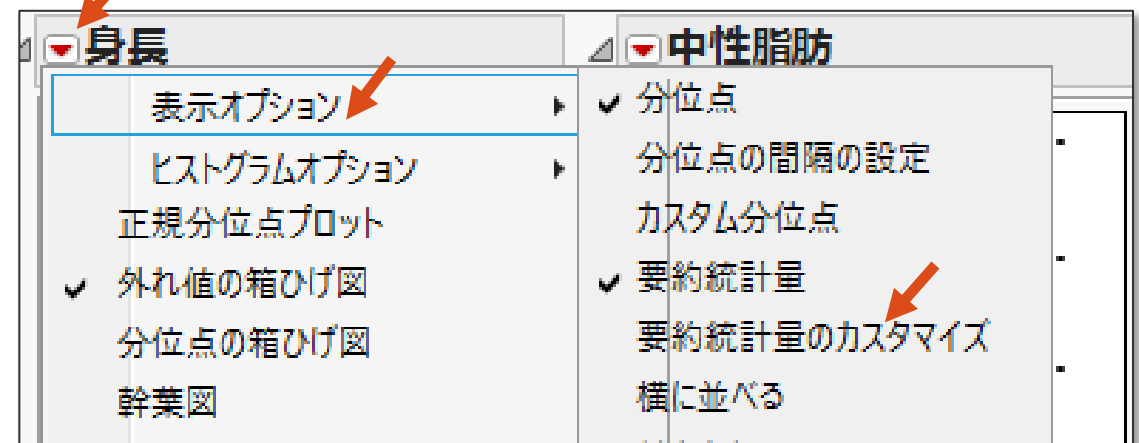 身長
中性脂肪
表示オプション
ヒストグラムオプション
正規分位点プロット
外れ値の箱ひげ図
分位点の箱ひげ図
幹葉図
分位点
分位点の間隔の設定
カスタム分位点
要約統計量
要約統計量のカスタマイズ
横に並べる